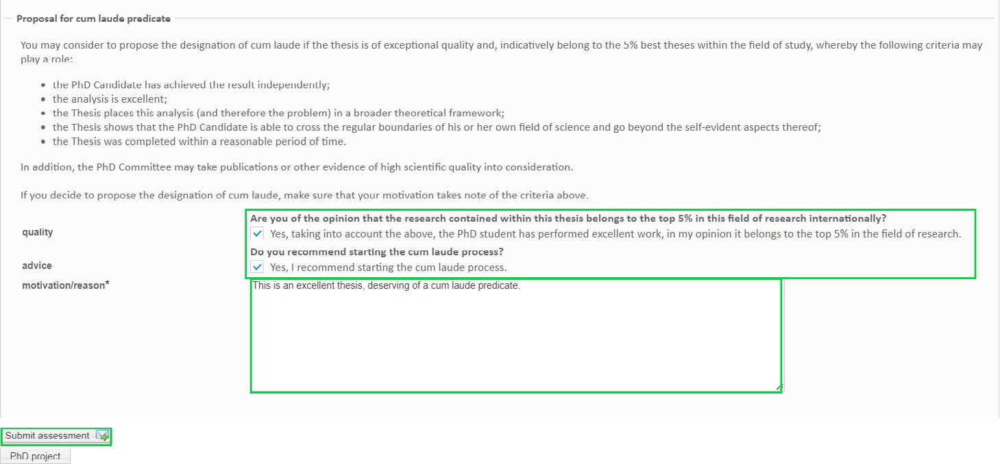 Proposal for cum laude predicate
You may consider to propose the designation of cum laude if the thesis is of exceptional quality and, indicatively belong to the 5% best theses within the field of study, whereby the following criteria may
play a role:
• the PhD Candidate has achieved the result independently;
• the analysis is excellent;
• the Thesis places this analysis (and therefore the problem) in a broader theoretical framework;
• the Thesis shows that the PhD Candidate is able to cross the regular boundaries of his or her own field of science and go beyond the self-evident aspects thereof;
• the Thesis was completed within a reasonable period of time.
In addition, the PhD Committee may take publications or other evidence of high scientific quality into consideration.
If you decide to propose the designation of cum laude, make sure that your motivation takes note of the criteria above.
Are you of the opinion that the research contained within this thesis belongs to the top 5% in this field of research internationally?
quality
Yes, taking into account the above, the PhD student has performed excellent work, in my opinion it belongs to the top 5% in the field of research.
Do you recommend starting the cum laude process?
advice
Yes, I recommend starting the cum laude process.
motivation/reason*
This is an excellent thesis, deserving of a cum laude predicate.
Submit assessment
PhD project